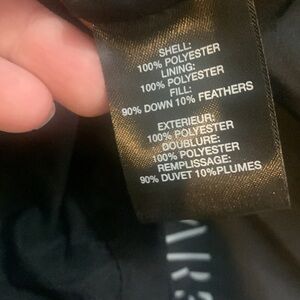 SHELL:
100% POLYESTER
LINING:
100% POLYESTER
FILL:
90% DOWN 10% FEATHERS
EXTERIEUR:
100% POLYESTER
DOUBLURE:
100% POLYESTER
REMPLISSAGE:
90% DUVET 10%PLUMES